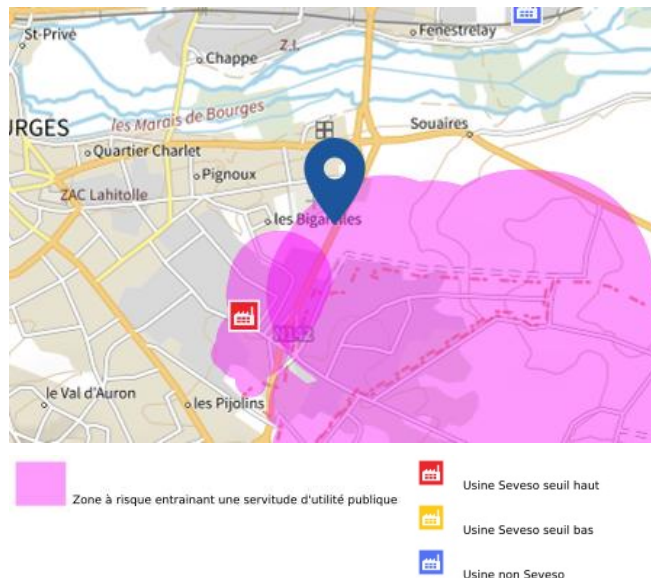 St-Privé
Fenestrelay
Z.I.
Chappe
les Marais de Bourges
URGES
Souaires
Quartier Charlet
Pignoux
ZAC Lahitolle
les Bigarelles
N142
le Val d'Auron
les Pijolins
Zone à risque entrainant une servitude d'utilité publique
Usine Seveso seuil haut
Usine Seveso seuil bas
Usine non Seveso